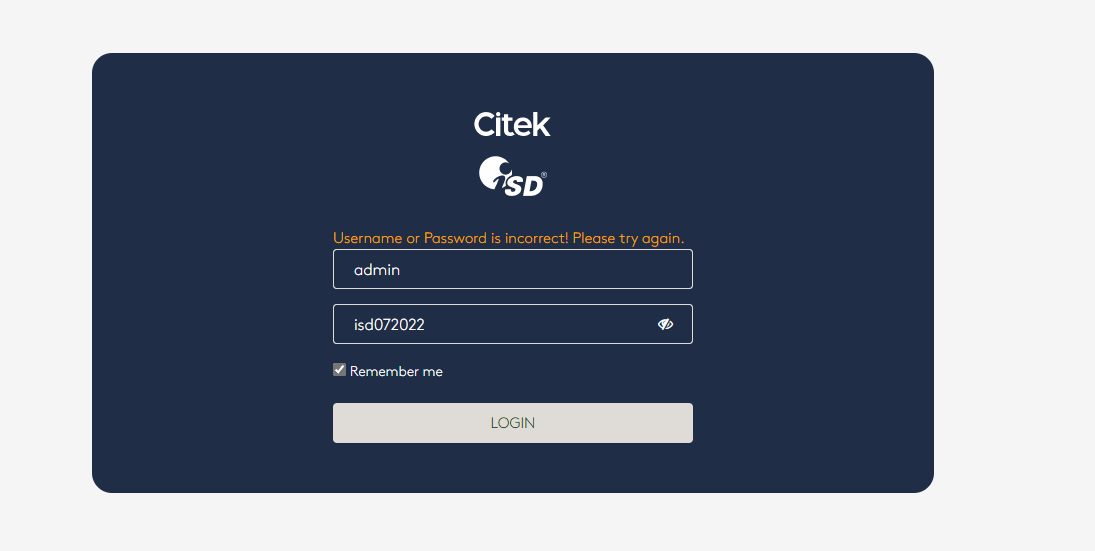 Citek
SD®
Username or Password is incorrect! Please try again.
admin
isd072022
Remember me
LOGIN